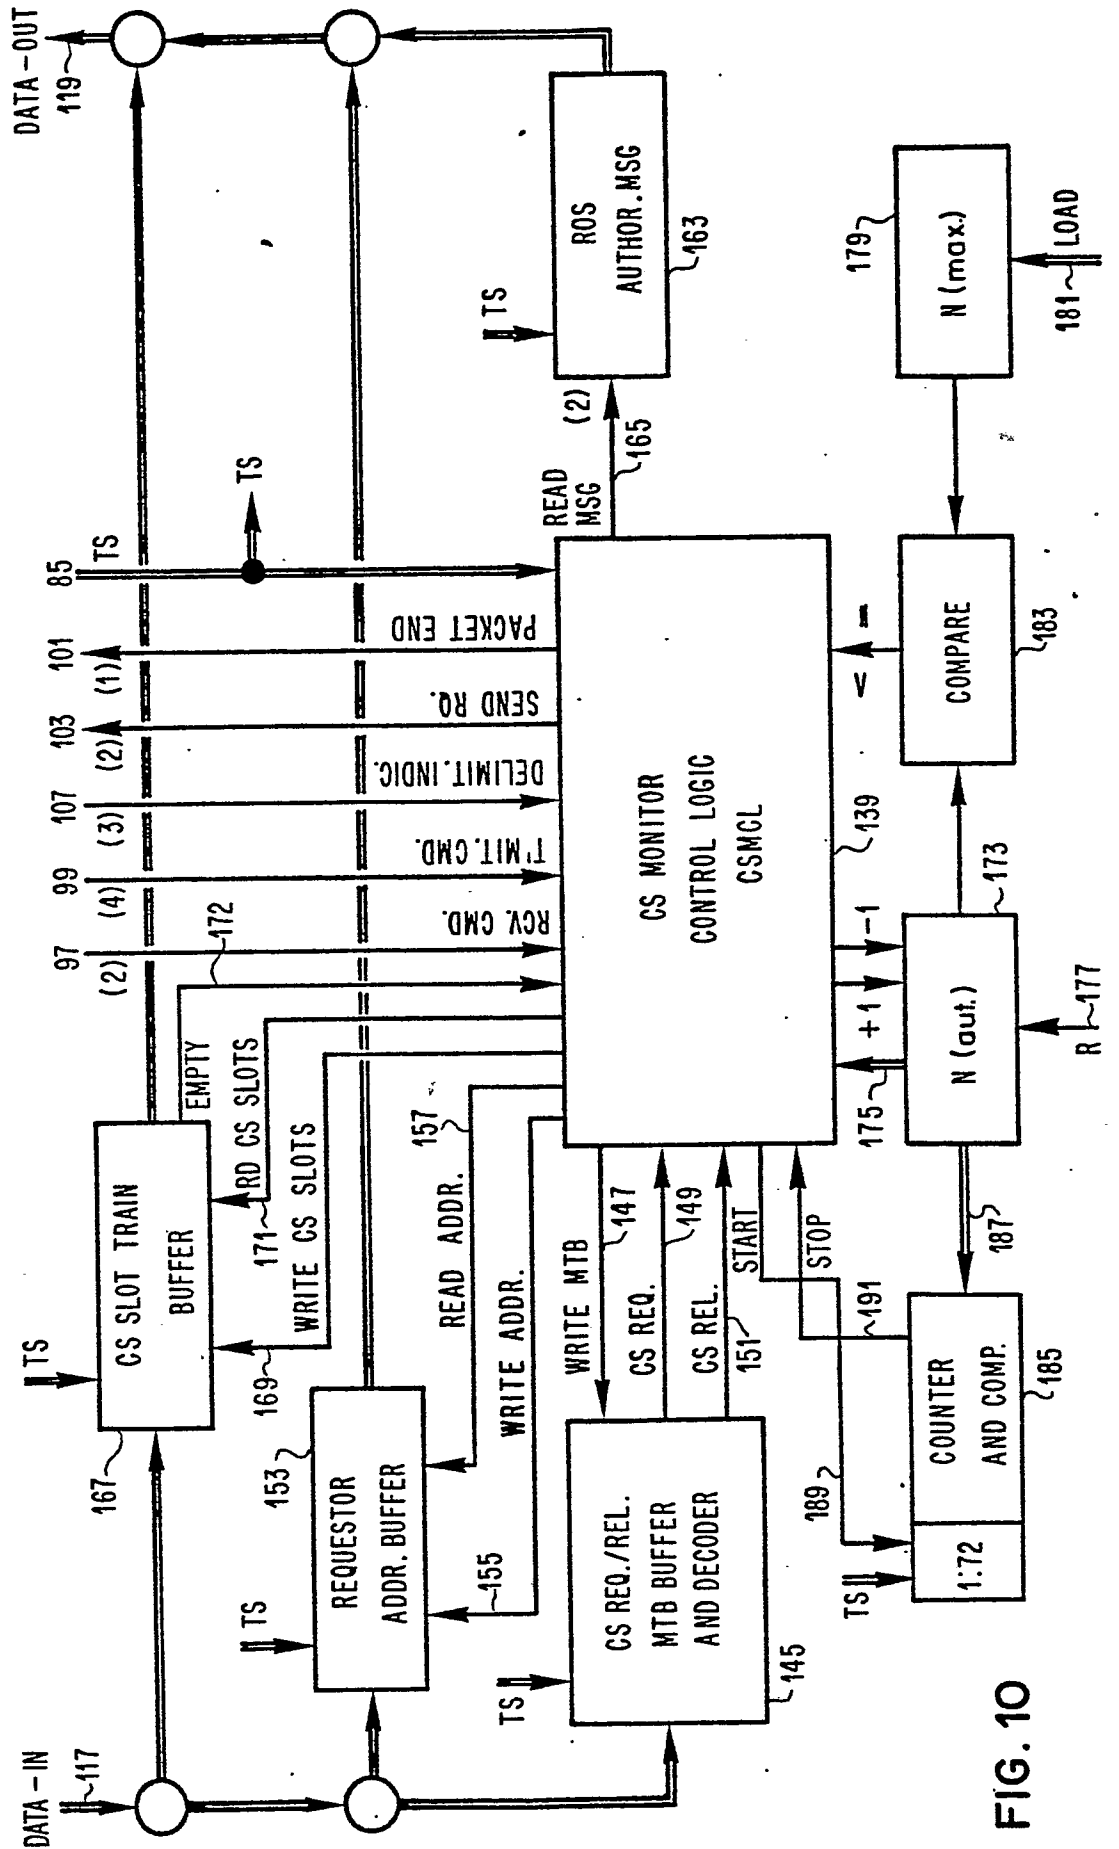 DATA-IN
117
DATA-OUT
119
TS
CS SLOT TRAIN
BUFFER
167
EMPTY
172
RD CS SLOTS
171
WRITE CS SLOTS
169
TS
REQUESTOR
ADDR. BUFFER
153
READ ADDR.
157
WRITE ADDR.
155
97
(2)
RCV. CMD.
99
(4)
T'MIT. CMD.
107
(3)
DELIMIT. INDIC.
103
(2)
SEND RQ.
101
(1)
PACKET END
85
TS
TS
TS
CS REQ./REL.
MTB BUFFER
AND DECODER
145
WRITE MTB
147
CS REQ.
149
CS REL.
151
START
STOP
CS MONITOR
CONTROL LOGIC
CSMCL
139
READ
MSG
165
(2)
TS
ROS
AUTHOR. MSG
163
TS
1:72
COUNTER
AND COMP.
185
189
191
187
N (aut.)
173
175
+1
-1
R
177
COMPARE
183
<
=
N (max.)
179
LOAD
181
FIG. 10